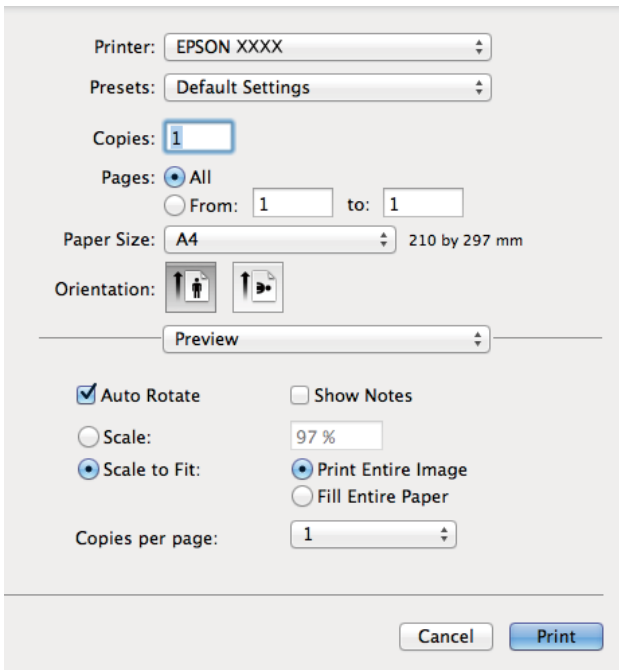 Printer: EPSON XXXX
Presets: Default Settings
Copies: 1
Pages: All
From: 1 to: 1
Paper Size: A4 210 by 297 mm
Orientation:
Preview
Auto Rotate Show Notes
Scale: 97 %
Scale to Fit: Print Entire Image
Fill Entire Paper
Copies per page: 1
Cancel Print